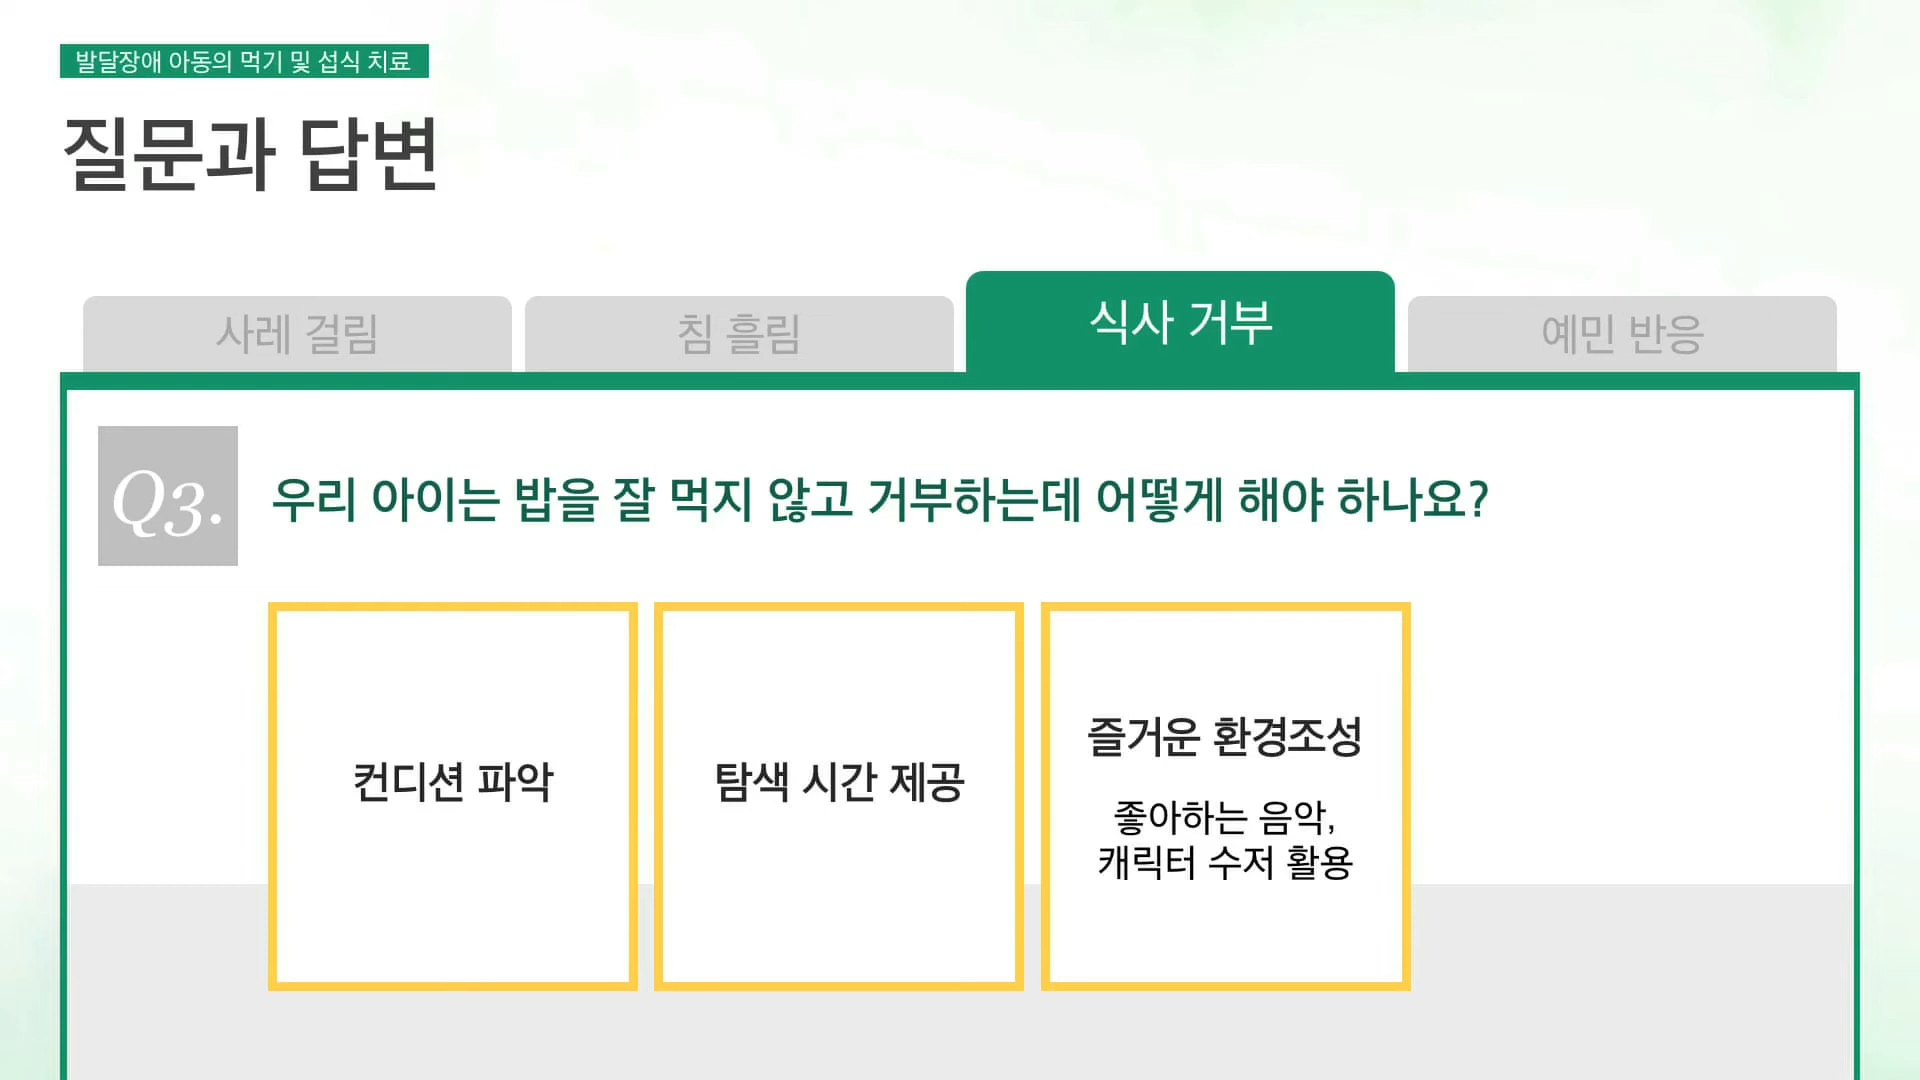 발달장애 아동의 먹기 및 섭식 치료
질문과 답변
사레 걸림
침 흘림
식사 거부
예민 반응
Q3.
우리 아이는 밥을 잘 먹지 않고 거부하는데 어떻게 해야 하나요?
컨디션 파악
탐색 시간 제공
즐거운 환경조성
좋아하는 음악,
캐릭터 수저 활용